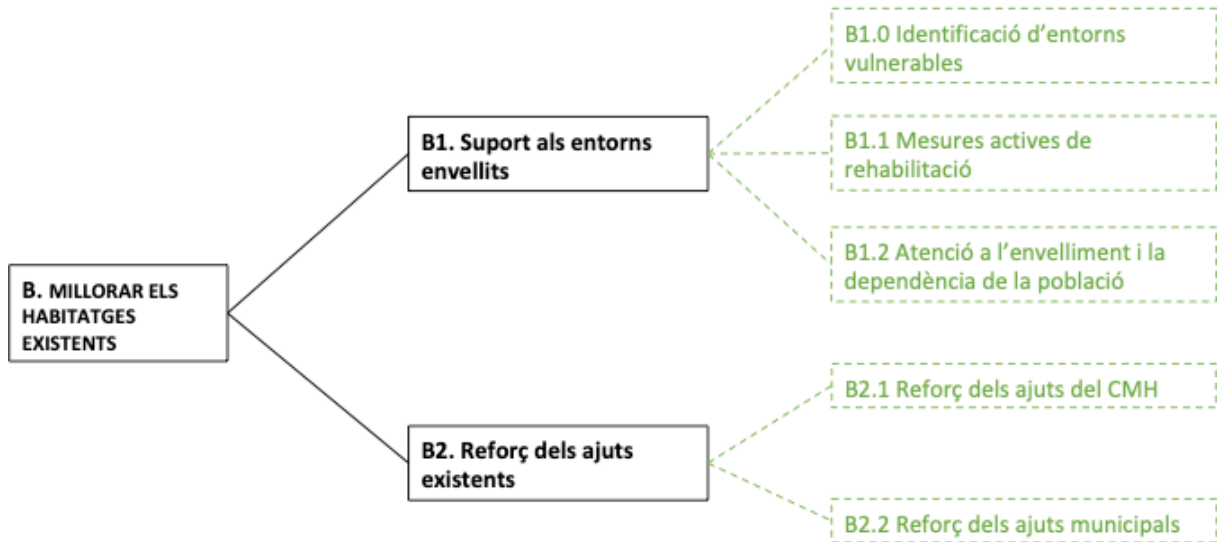 B. MILLORAR ELS
HABITATGES
EXISTENTS
B1. Suport als entorns
envellits
B1.0 Identificació d’entorns
vulnerables
B1.1 Mesures actives de
rehabilitació
B1.2 Atenció a l’envelliment i la
dependència de la població
B2. Reforç dels ajuts
existents
B2.1 Reforç dels ajuts del CMH
B2.2 Reforç dels ajuts municipals